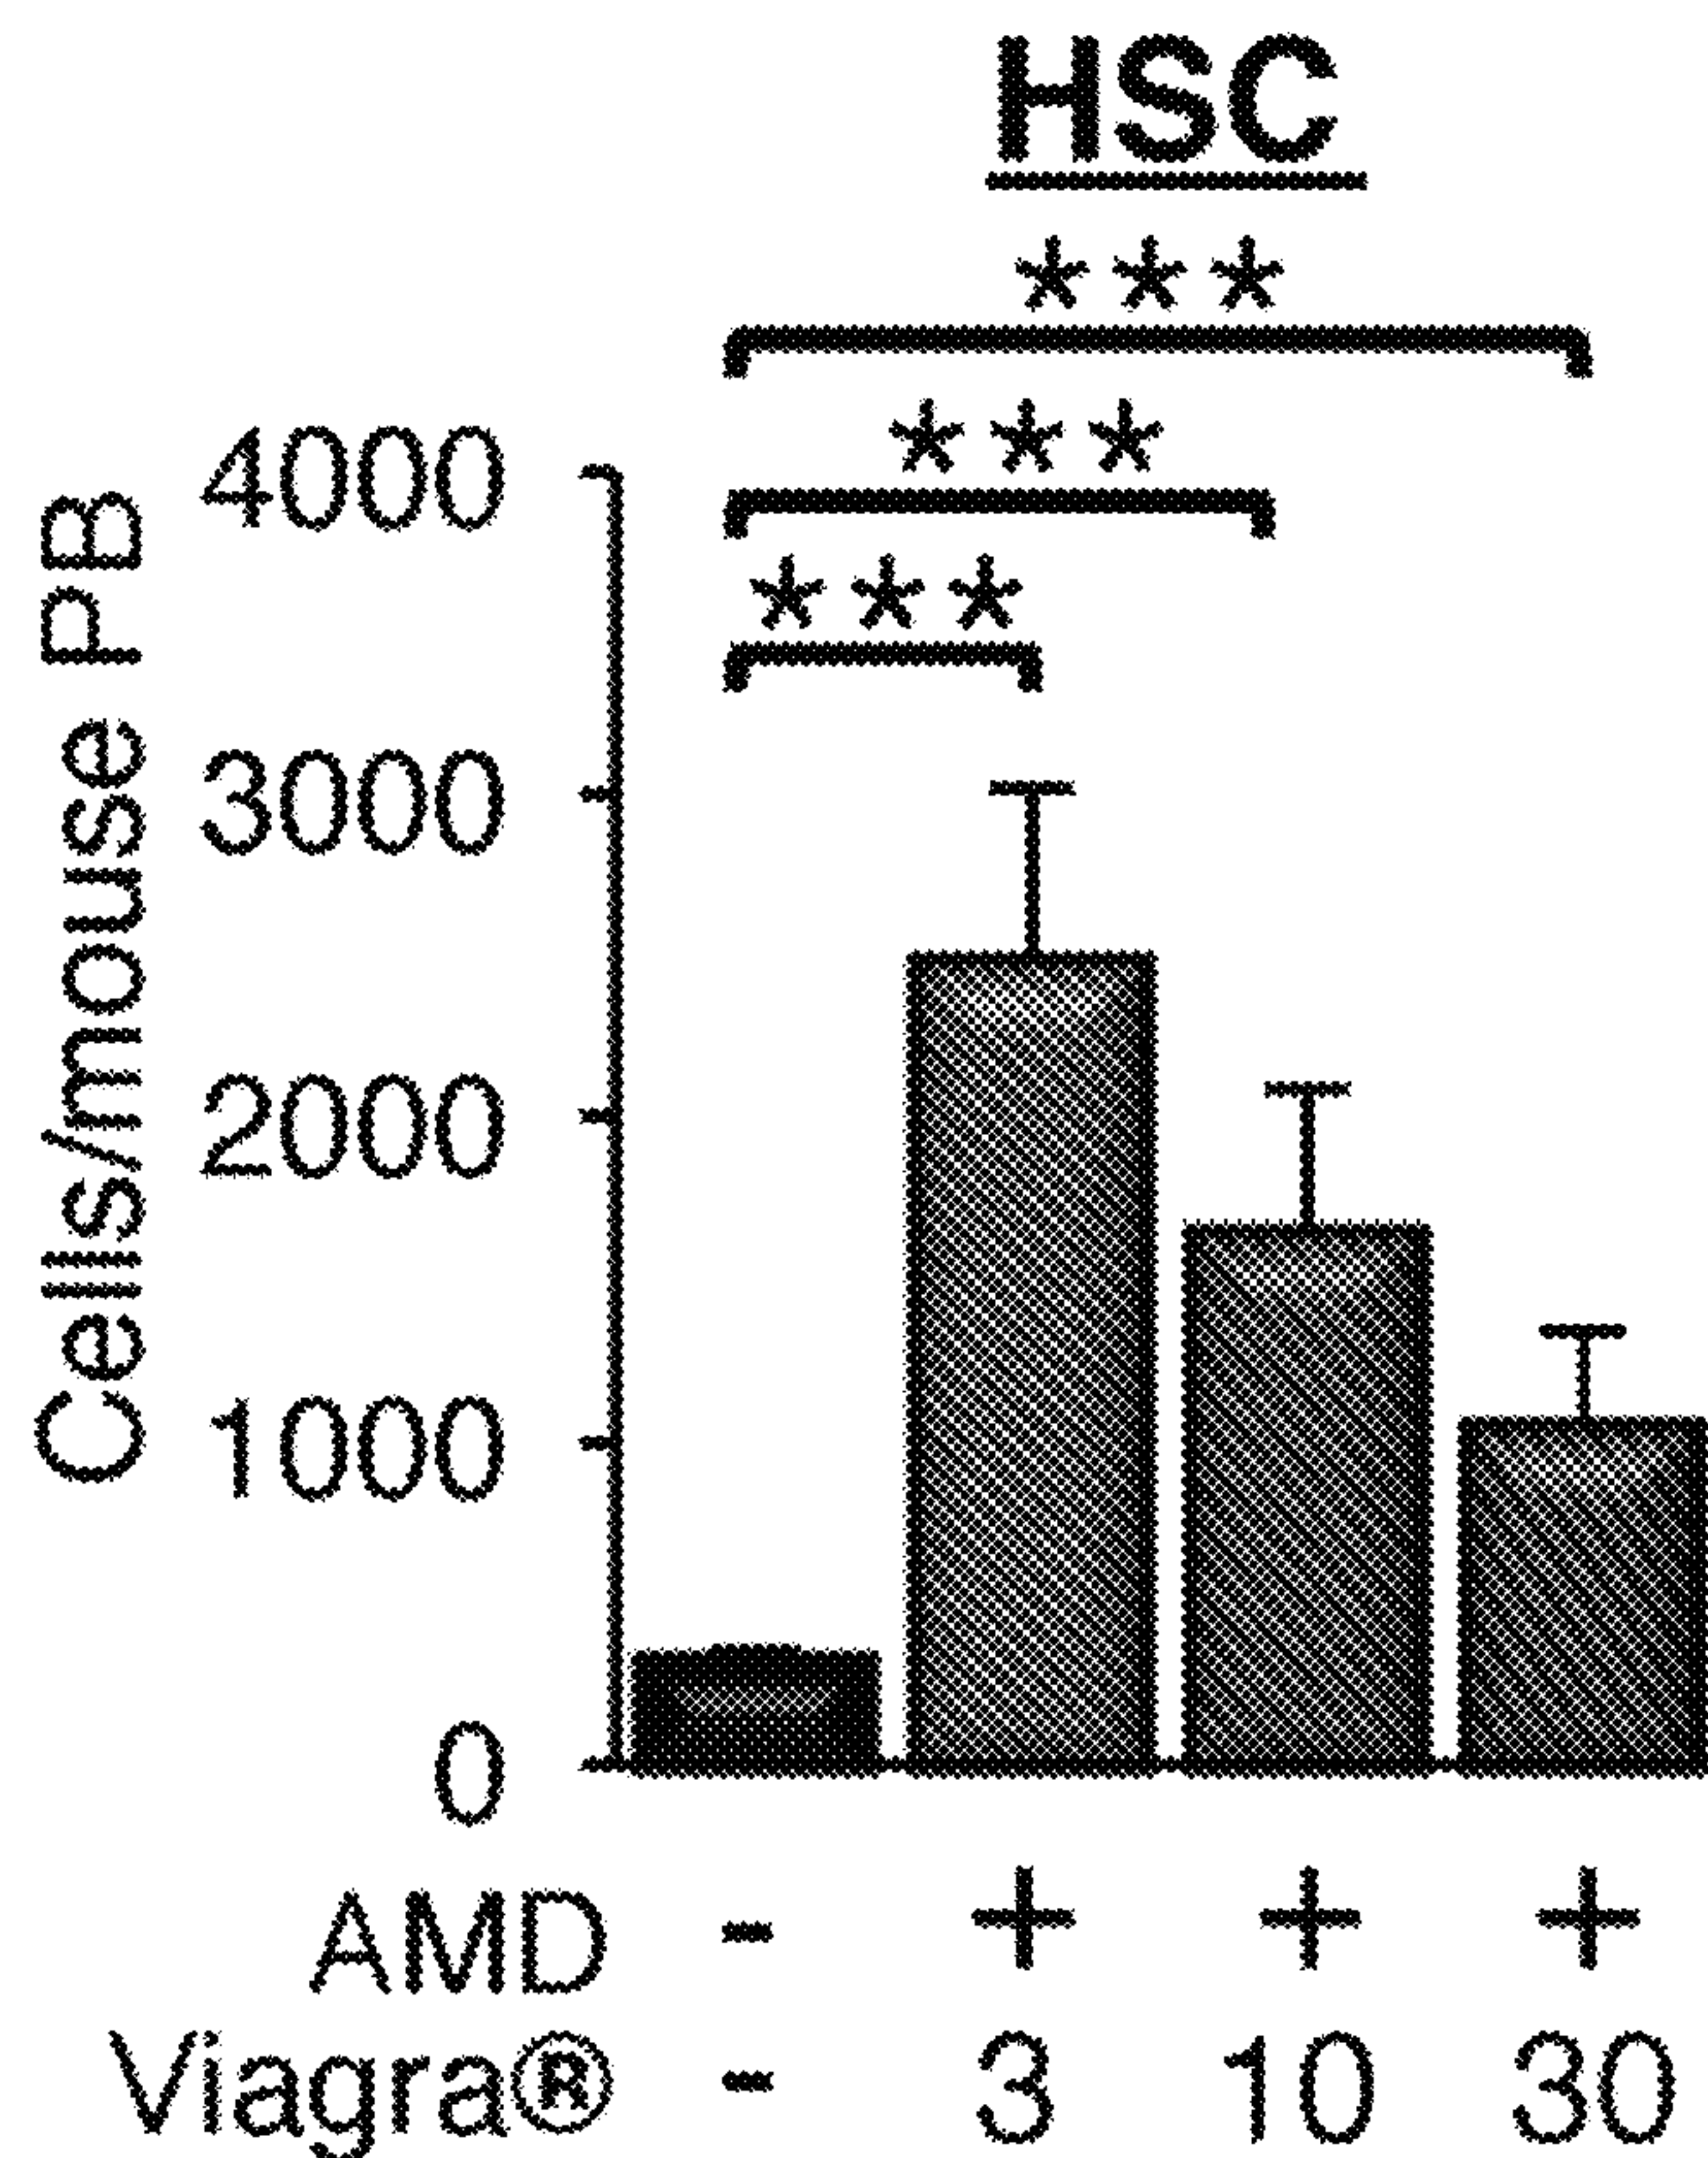 HSC
***
***
***
Cells/mouse PB
4000
3000
2000
1000
0
AMD - + + +
Viagra® - 3 10 30